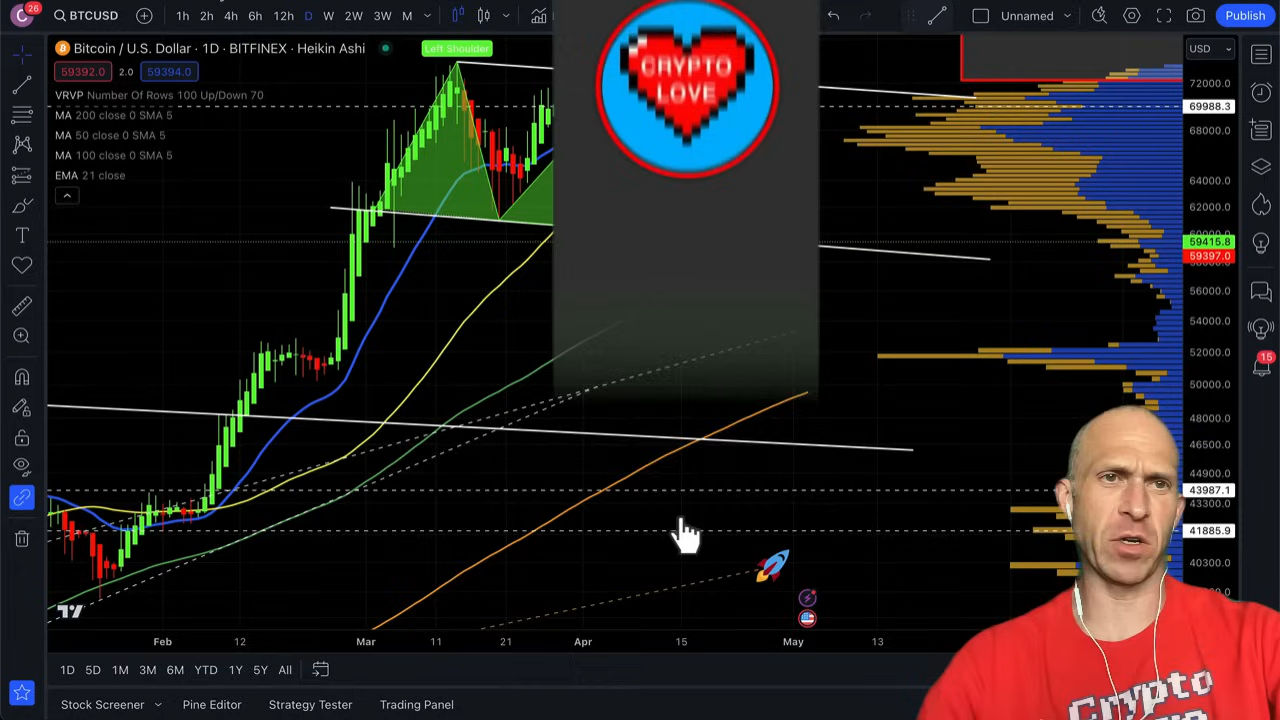 C
26
BTCUSD
1h 2h 4h 6h 12h D W 2W 3W M
Unnamed
Publish
Bitcoin / U.S. Dollar · 1D · BITFINEX · Heikin Ashi
Left Shoulder
USD
59392.0 2.0 59394.0
CRYPTO
LOVE
VRVP Number Of Rows 100 Up/Down 70
MA 200 close 0 SMA 5
MA 50 close 0 SMA 5
MA 100 close 0 SMA 5
EMA 21 close
72000.0
69988.3
68000.0
64000.0
62000.0
59415.8
59397.0
56000.0
54000.0
52000.0
50000.0
48000.0
46500.0
44900.0
43987.1
43300.0
41885.9
40300.0
15
Feb 12 Mar 11 21 Apr 15 May 13
1D 5D 1M 3M 6M YTD 1Y 5Y All
Stock Screener Pine Editor Strategy Tester Trading Panel
Crypto